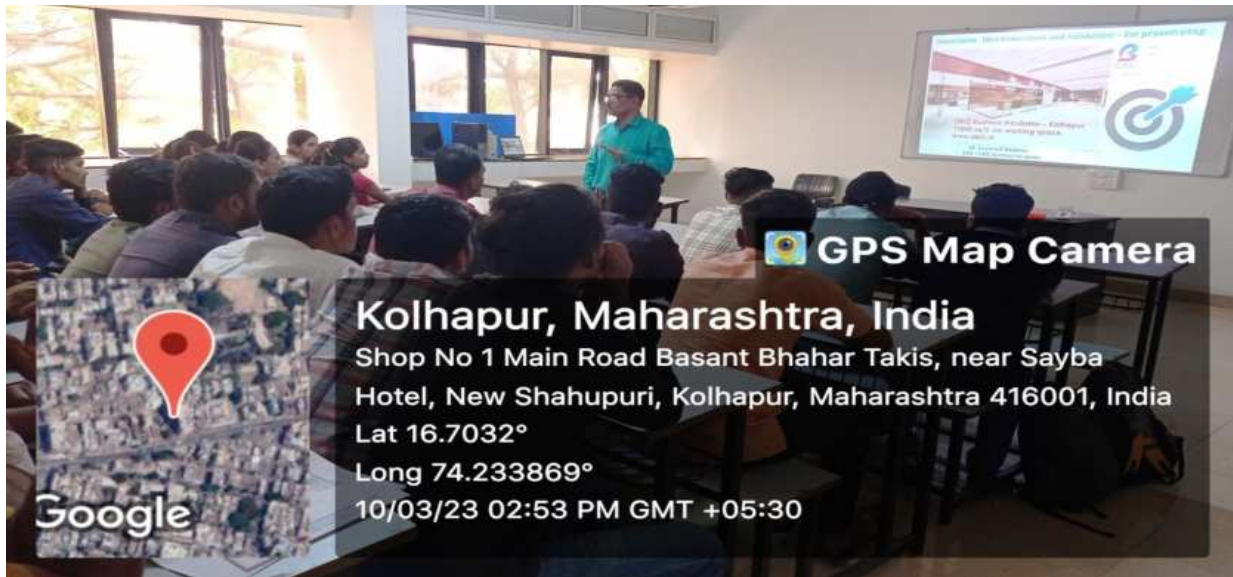 GPS Map Camera
Kolhapur, Maharashtra, India
Shop No 1 Main Road Basant Bhahar Takis, near Sayba
Hotel, New Shahupuri, Kolhapur, Maharashtra 416001, India
Lat 16.7032°
Long 74.233869°
10/03/23 02:53 PM GMT +05:30
Google